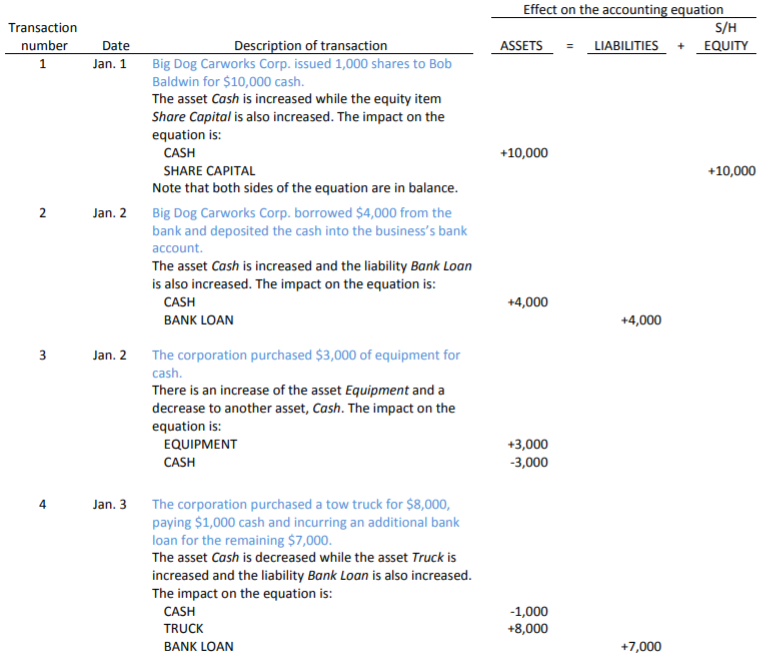 Effect on the accounting equation
Transaction S/H
number Date Description of transaction ASSETS = LIABILITIES + EQUITY
1 Jan. 1 Big Dog Carworks Corp. issued 1,000 shares to Bob
Baldwin for $10,000 cash.
The asset Cash is increased while the equity item
Share Capital is also increased. The impact on the
equation is:
CASH +10,000
SHARE CAPITAL +10,000
Note that both sides of the equation are in balance.
2 Jan. 2 Big Dog Carworks Corp. borrowed $4,000 from the
bank and deposited the cash into the business’s bank
account.
The asset Cash is increased and the liability Bank Loan
is also increased. The impact on the equation is:
CASH +4,000
BANK LOAN +4,000
3 Jan. 2 The corporation purchased $3,000 of equipment for
cash.
There is an increase of the asset Equipment and a
decrease to another asset, Cash. The impact on the
equation is:
EQUIPMENT +3,000
CASH -3,000
4 Jan. 3 The corporation purchased a tow truck for $8,000,
paying $1,000 cash and incurring an additional bank
loan for the remaining $7,000.
The asset Cash is decreased while the asset Truck is
increased and the liability Bank Loan is also increased.
The impact on the equation is:
CASH -1,000
TRUCK +8,000
BANK LOAN +7,000